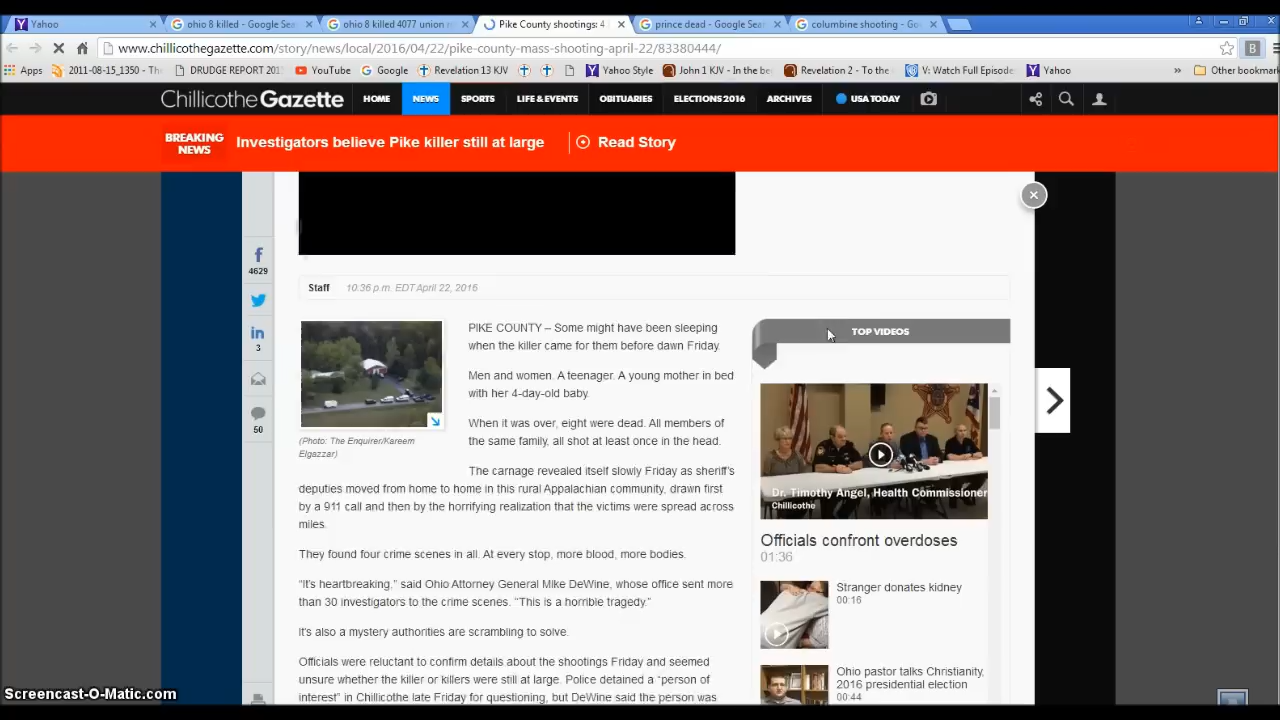 Yahoo
ohio 8 killed - Google Se
ohio 8 killed 4077 union r
Pike County shootings: 4
prince dead - Google Sea
columbine shooting - Go
www.chillicothegazette.com/story/news/local/2016/04/22/pike-county-mass-shooting-april-22/83380444/
Apps
2011-08-15_1350 - The
DRUDGE REPORT 201
YouTube
Google
Revelation 13 KJV
Yahoo Style
John 1 KJV - In the be
Revelation 2 - To the
V: Watch Full Episode
Yahoo
»
Other bookmar
Chillicothe Gazette
HOME
NEWS
SPORTS
LIFE & EVENTS
OBITUARIES
ELECTIONS 2016
ARCHIVES
USA TODAY
BREAKING
NEWS
Investigators believe Pike killer still at large
Read Story
4629
3
50
Staff
10:36 p.m. EDT April 22, 2016
(Photo: The Enquirer/Kareem
Elgazzar)
PIKE COUNTY – Some might have been sleeping
when the killer came for them before dawn Friday.
Men and women. A teenager. A young mother in bed
with her 4-day-old baby.
When it was over, eight were dead. All members of
the same family, all shot at least once in the head.
The carnage revealed itself slowly Friday as sheriff's
deputies moved from home to home in this rural Appalachian community, drawn first
by a 911 call and then by the horrifying realization that the victims were spread across
miles.
They found four crime scenes in all. At every stop, more blood, more bodies.
“It's heartbreaking,” said Ohio Attorney General Mike DeWine, whose office sent more
than 30 investigators to the crime scenes. “This is a horrible tragedy.”
It's also a mystery authorities are scrambling to solve.
Officials were reluctant to confirm details about the shootings Friday and seemed
unsure whether the killer or killers were still at large. Police detained a “person of
interest” in Chillicothe late Friday for questioning, but DeWine said the person was
TOP VIDEOS
Dr. Timothy Angel, Health Commissioner
Chillicothe
Officials confront overdoses
01:36
Stranger donates kidney
00:16
Ohio pastor talks Christianity,
2016 presidential election
00:44
Screencast-O-Matic.com